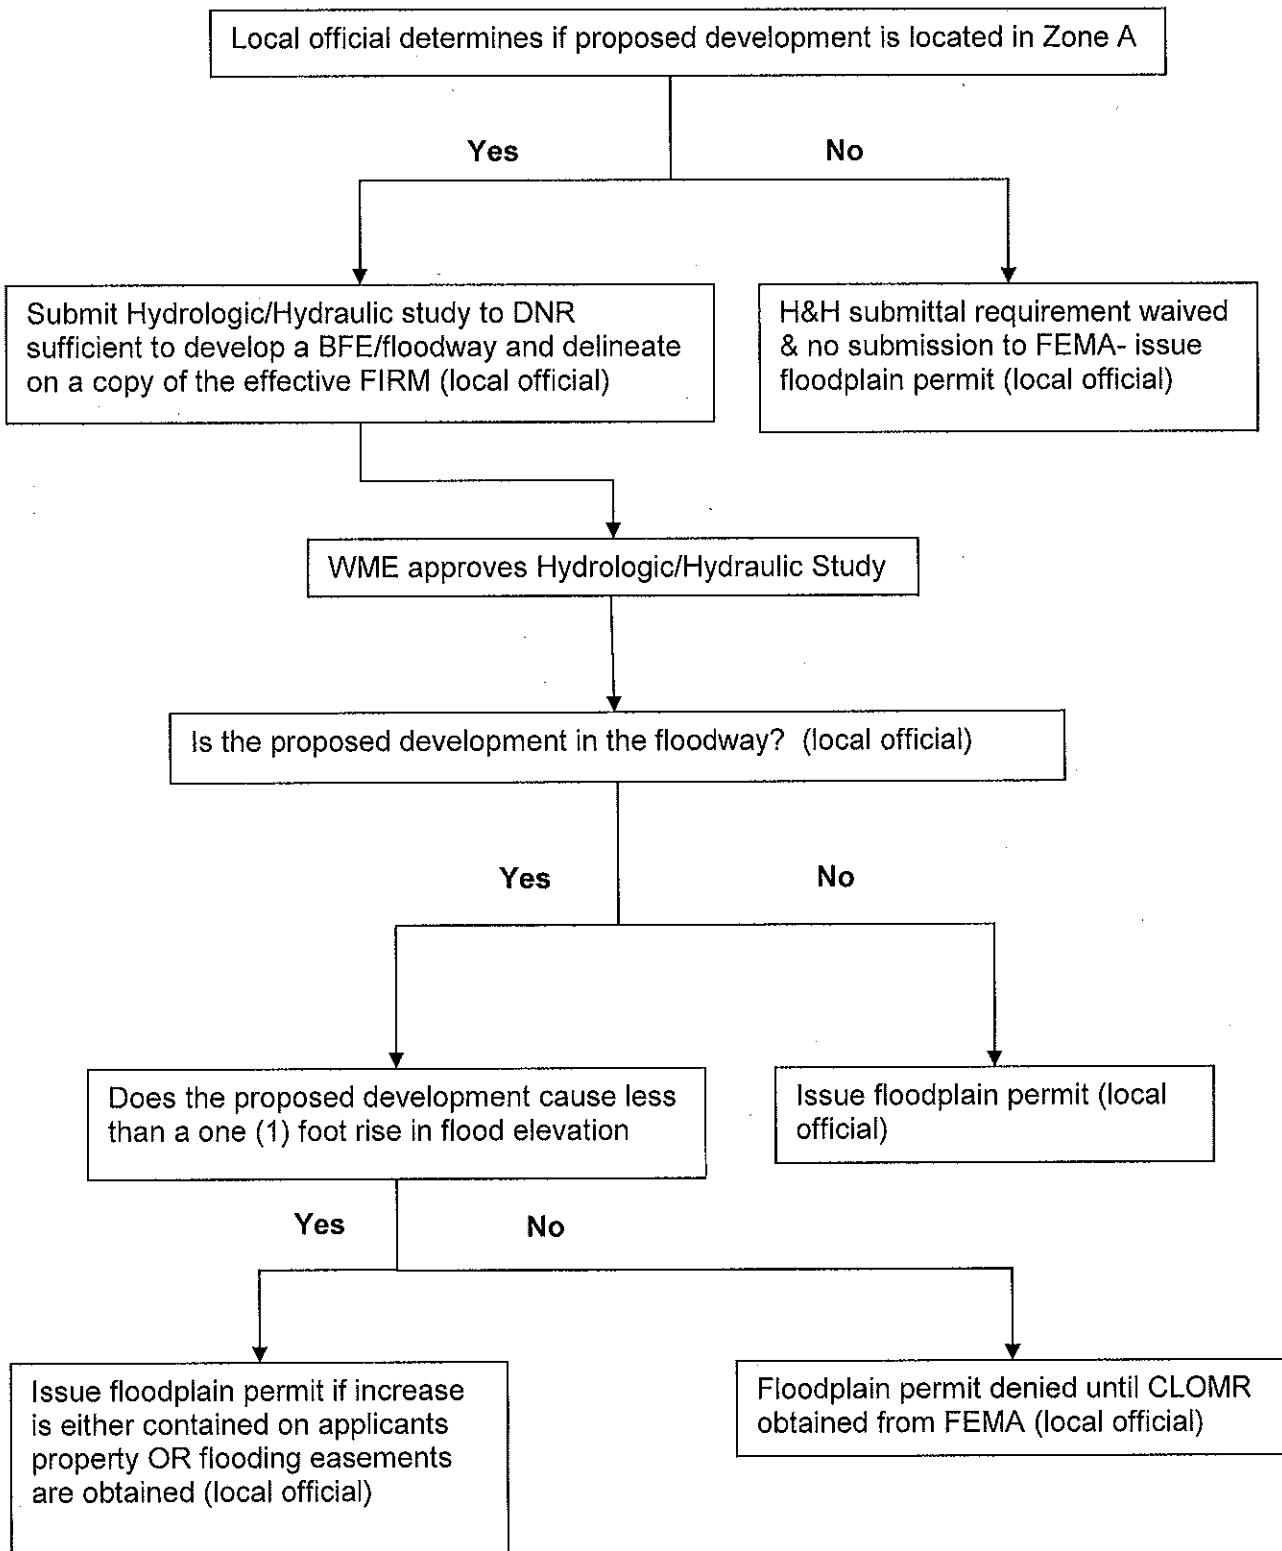 Local official determines if proposed development is located in Zone A
Yes
No
Submit Hydrologic/Hydraulic study to DNR
sufficient to develop a BFE/floodway and delineate
on a copy of the effective FIRM (local official)
H&H submittal requirement waived
& no submission to FEMA- issue
floodplain permit (local official)
WME approves Hydrologic/Hydraulic Study
Is the proposed development in the floodway?  (local official)
Yes
No
Does the proposed development cause less
than a one (1) foot rise in flood elevation
Issue floodplain permit (local
official)
Yes
No
Issue floodplain permit if increase
is either contained on applicants
property OR flooding easements
are obtained (local official)
Floodplain permit denied until CLOMR
obtained from FEMA (local official)